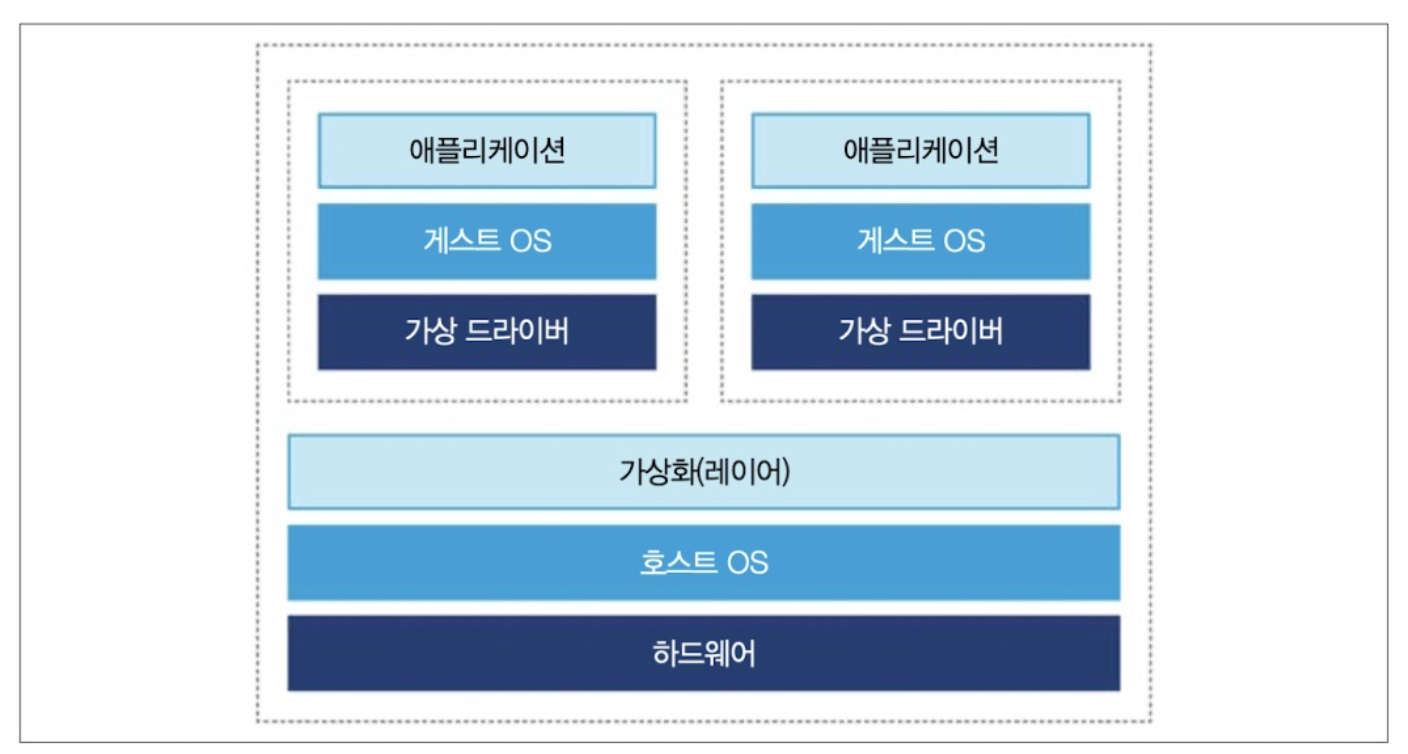 애플리케이션
게스트 OS
가상 드라이버
애플리케이션
게스트 OS
가상 드라이버
가상화(레이어)
호스트 OS
하드웨어